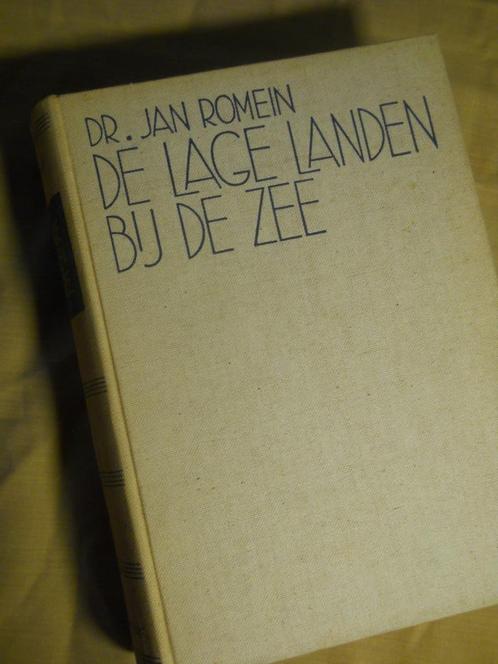 DR. JAN ROMEIN
DE LAGE LANDEN
BIJ DE ZEE